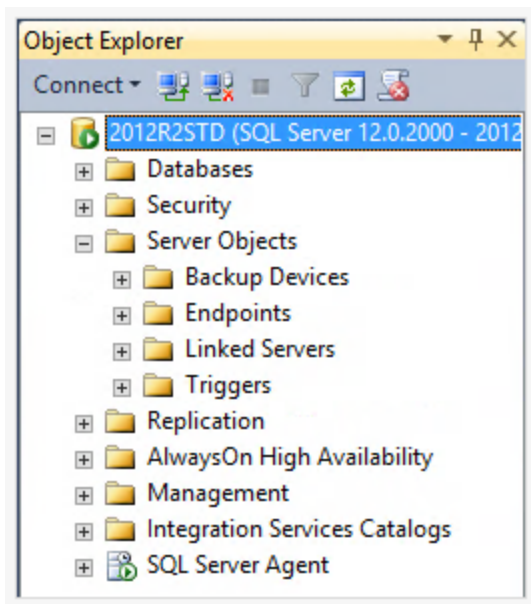 Object Explorer
Connect
2012R2STD (SQL Server 12.0.2000 - 2012
Databases
Security
Server Objects
Backup Devices
Endpoints
Linked Servers
Triggers
Replication
AlwaysOn High Availability
Management
Integration Services Catalogs
SQL Server Agent